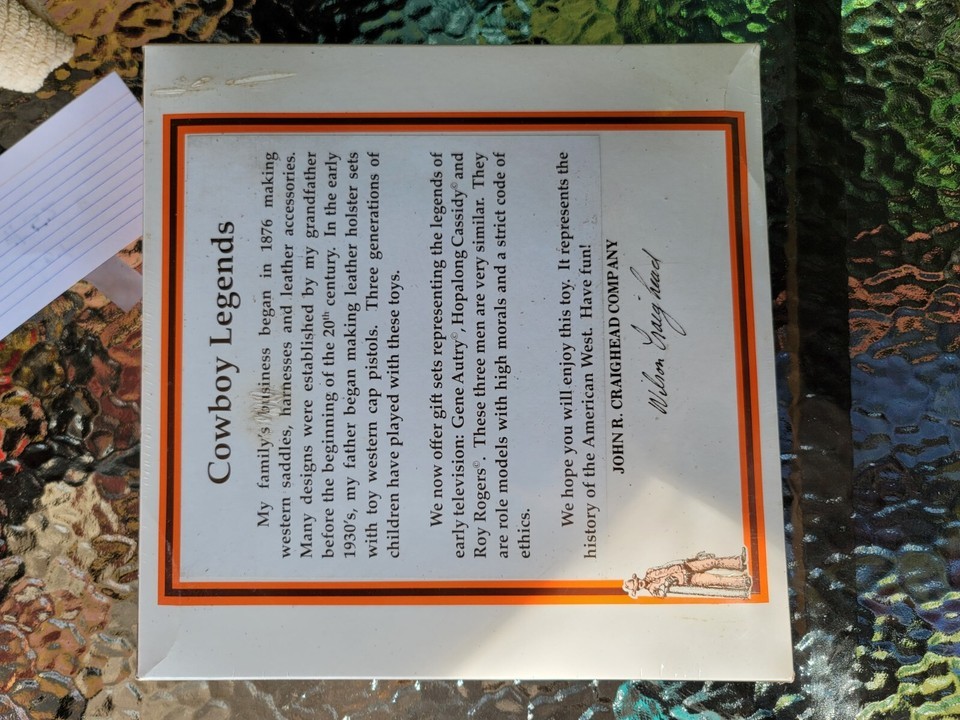 Cowboy Legends
My family's business began in 1876 making
western saddles, harnesses and leather accessories.
Many designs were established by my grandfather
before the beginning of the 20th century. In the early
1930's, my father began making leather holster sets
with toy western cap pistols. Three generations of
children have played with these toys.
We now offer gift sets representing the legends of
early television: Gene Autry©, Hopalong Cassidy© and
Roy Rogers©. These three men are very similar. They
are role models with high morals and a strict code of
ethics.
We hope you will enjoy this toy. It represents the
history of the American West. Have fun!
JOHN R. CRAIGHEAD COMPANY
Wilson Craighead